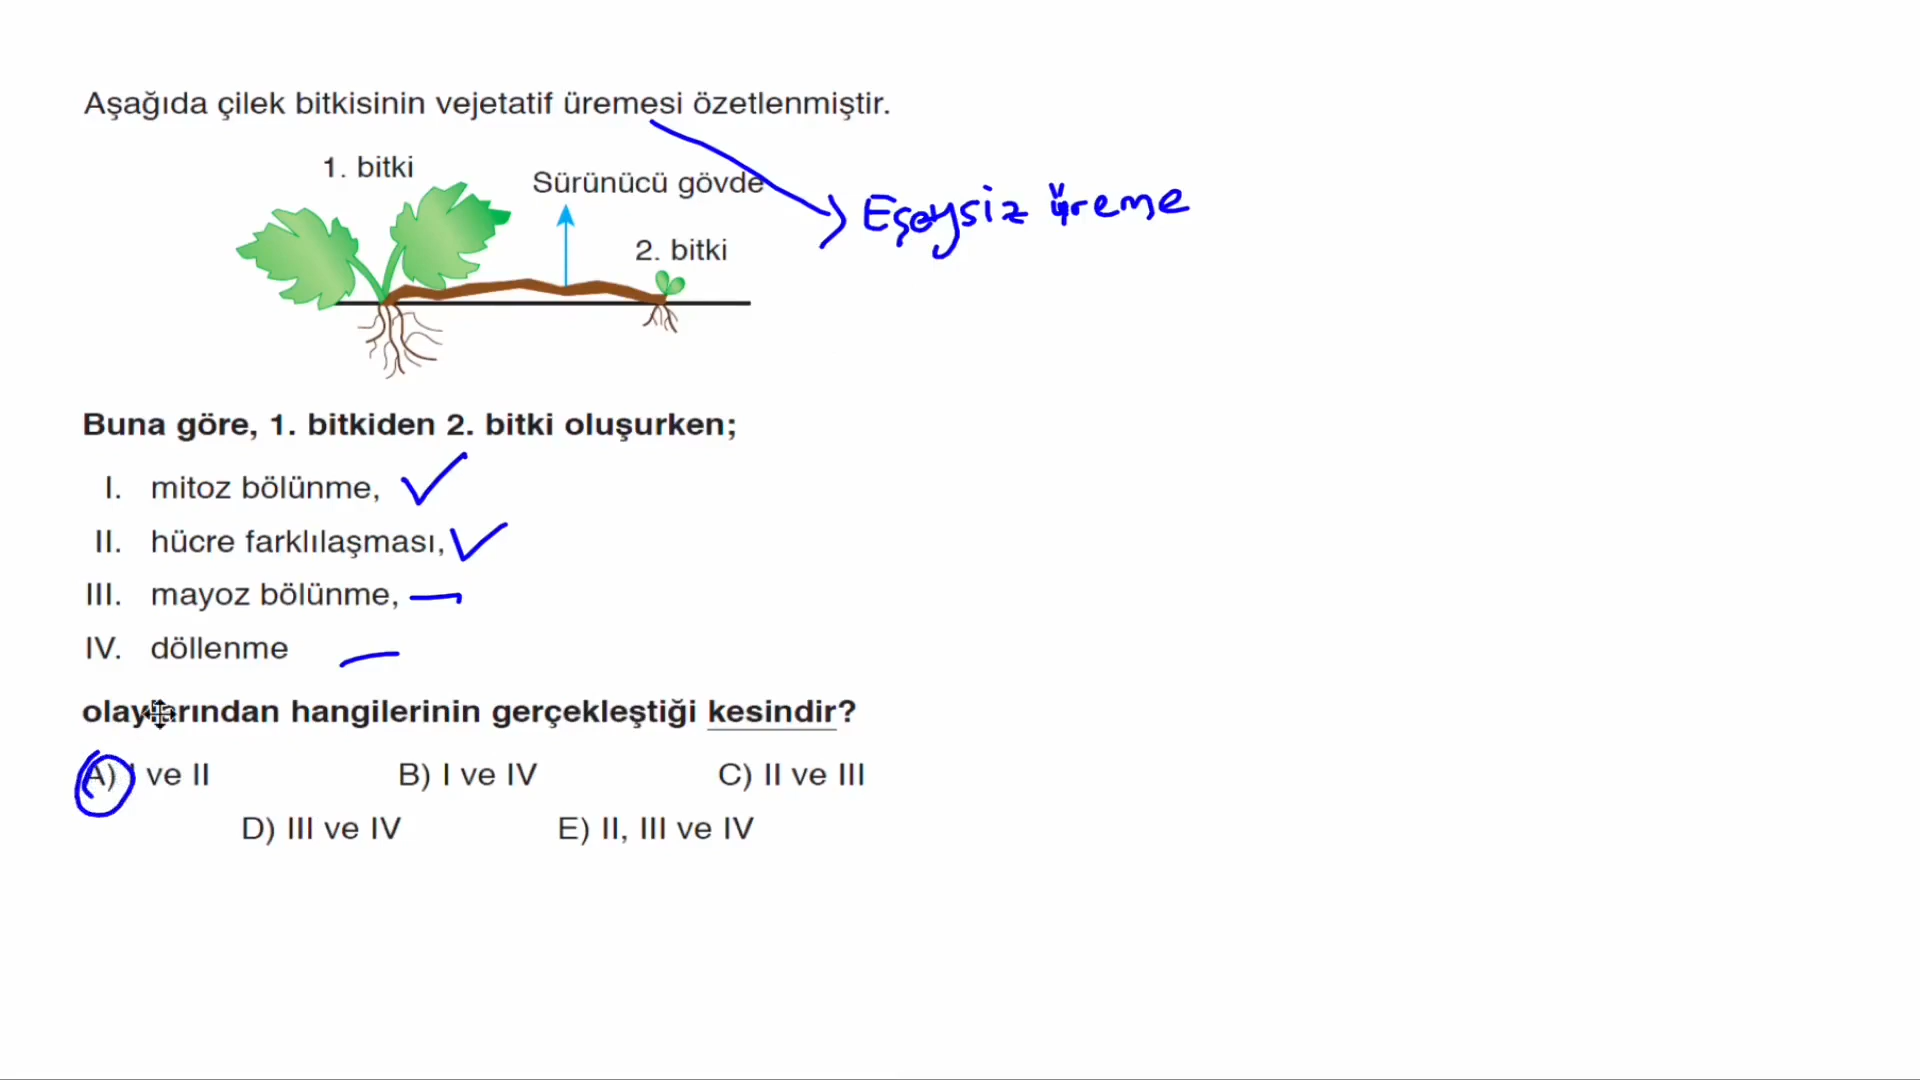 Aşağıda çilek bitkisinin vejetatif üremesi özetlenmiştir.
1. bitki
Sürünücü gövde
Eşeysiz üreme
2. bitki
Buna göre, 1. bitkiden 2. bitki oluşurken;
I. mitoz bölünme,
II. hücre farklılaşması,
III. mayoz bölünme,
IV. döllenme
olaylarından hangilerinin gerçekleştiği kesindir?
A) I ve II B) I ve IV C) II ve III
D) III ve IV E) II, III ve IV